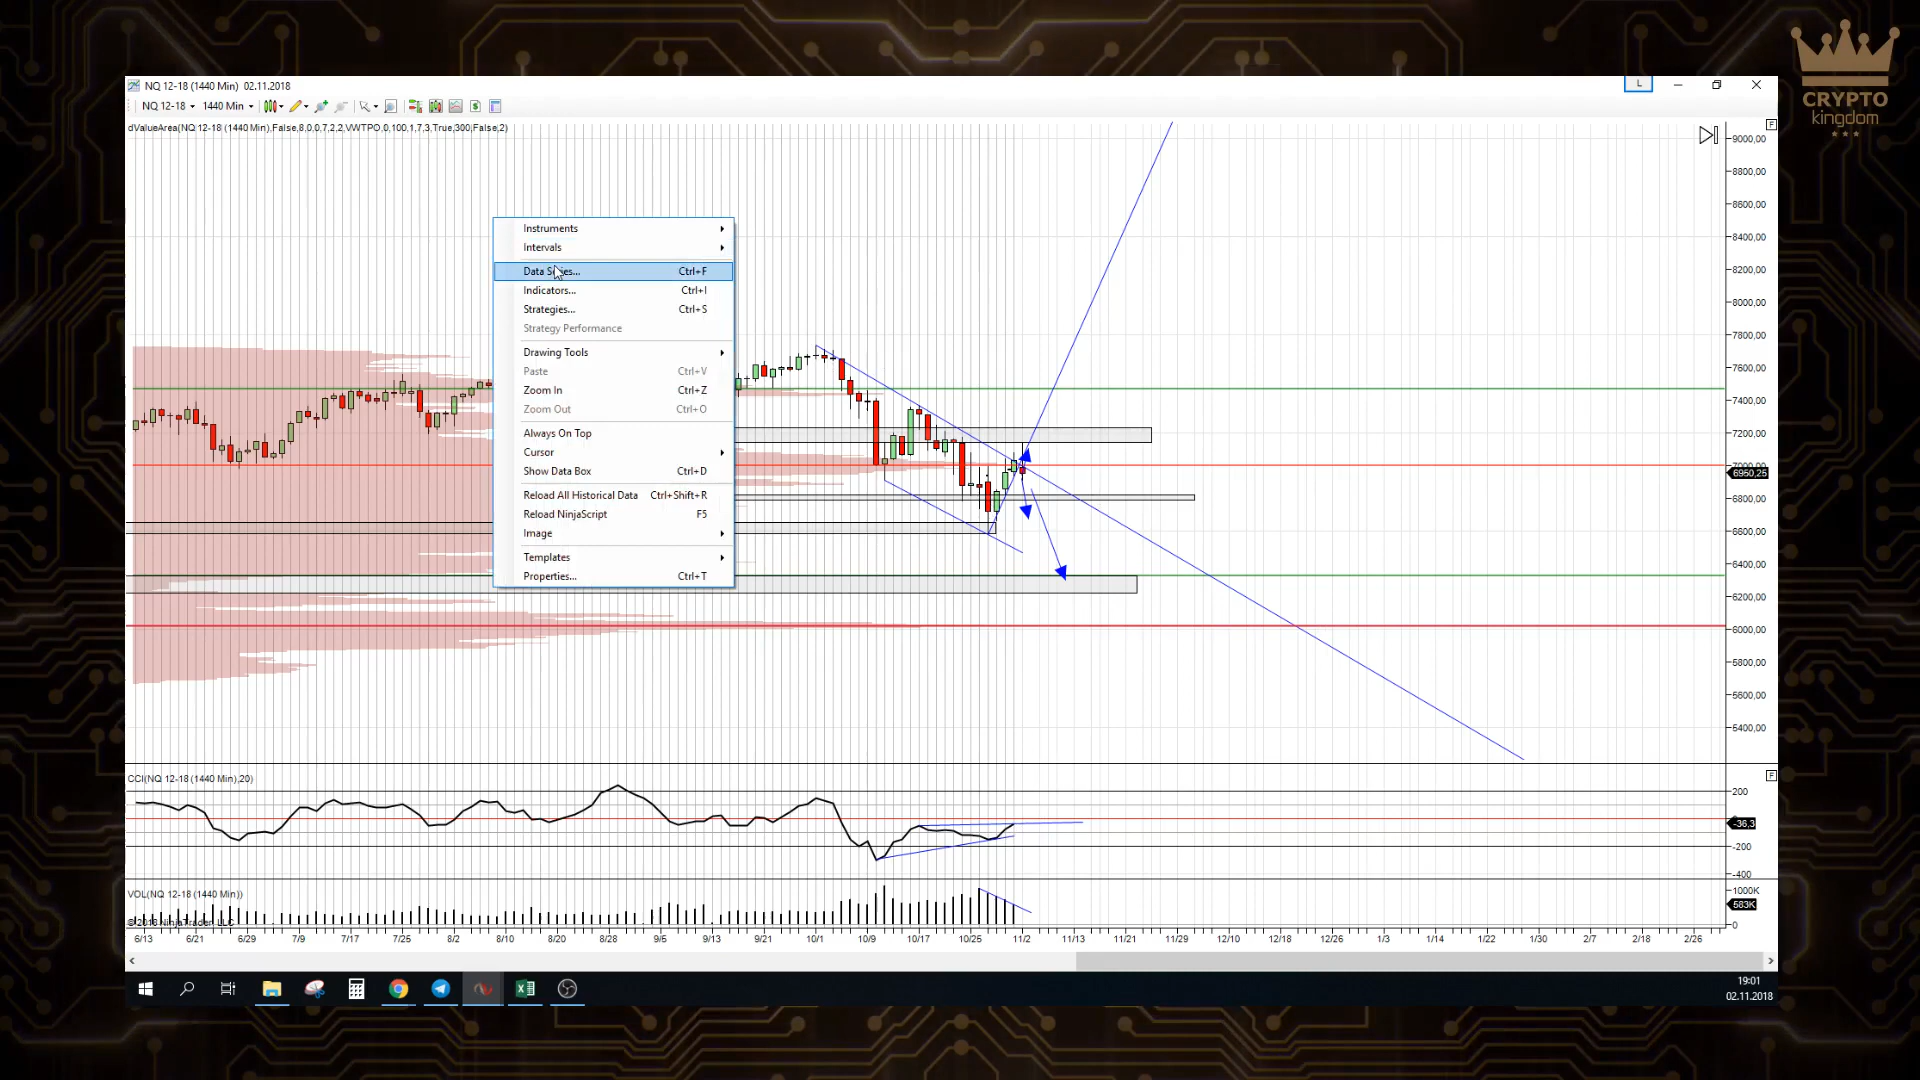 CRYPTO
kingdom
NQ 12-18 (1440 Min) 02.11.2018
L
NQ 12-18 1440 Min
dValueArea(NQ 12-18 (1440 Min),False,8,0,0,7,2,2,VWTPO,0,100,1,7,3,True,300,False,2)
F
9000,00
8800,00
8600,00
8400,00
8200,00
8000,00
7800,00
7600,00
7400,00
7200,00
7000,00
6960,25
6800,00
6600,00
6400,00
6200,00
6000,00
5800,00
5600,00
5400,00
Instruments
Intervals
Data Series... Ctrl+F
Indicators... Ctrl+I
Strategies... Ctrl+S
Strategy Performance
Drawing Tools
Paste Ctrl+V
Zoom In Ctrl+Z
Zoom Out Ctrl+O
Always On Top
Cursor
Show Data Box Ctrl+D
Reload All Historical Data Ctrl+Shift+R
Reload NinjaScript F5
Image
Templates
Properties... Ctrl+T
CCI(NQ 12-18 (1440 Min),20)
F
200
-36,3
-200
-400
VOL(NQ 12-18 (1440 Min))
1000K
583K
0
© 2018 NinjaTrader, LLC
6/13 6/21 6/29 7/9 7/17 7/25 8/2 8/10 8/20 8/28 9/5 9/13 9/21 10/1 10/9 10/17 10/25 11/2 11/13 11/21 11/29 12/10 12/18 12/26 1/3 1/14 1/22 1/30 2/7 2/18 2/26
19:01
02.11.2018